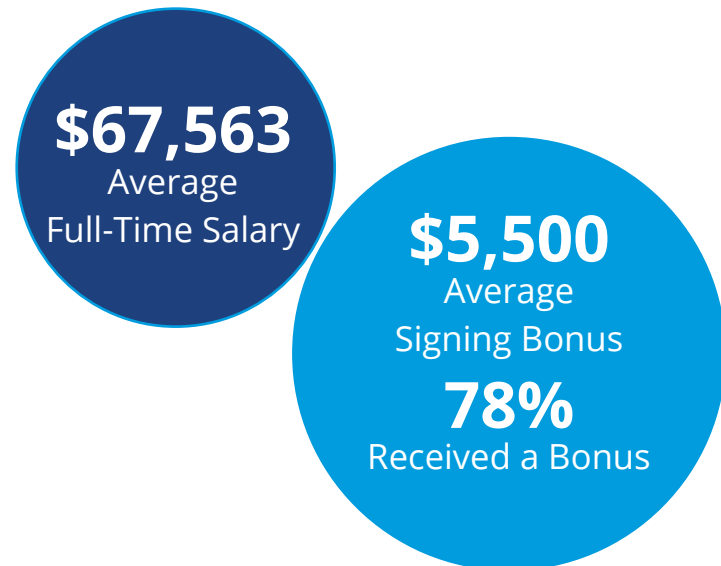 $67,563
Average
Full-Time Salary
$5,500
Average
Signing Bonus
78%
Received a Bonus